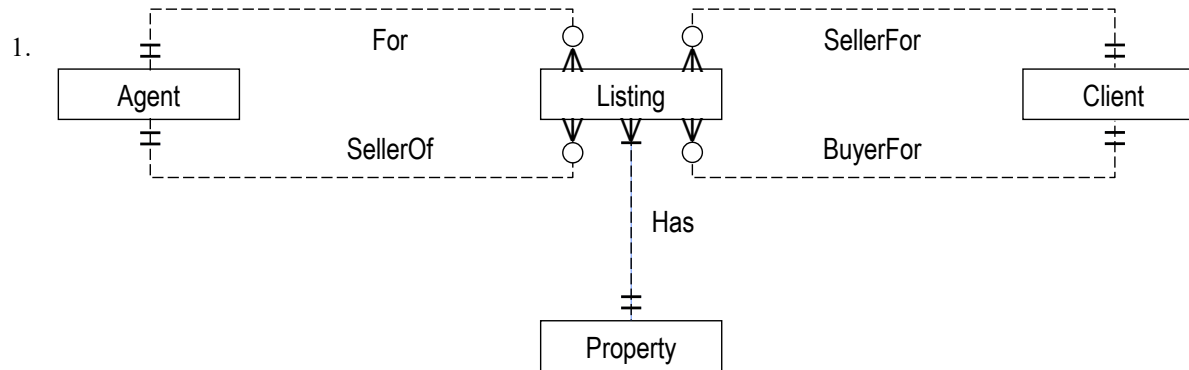 1.
For
SellerFor
Agent
Listing
Client
SellerOf
BuyerFor
Has
Property